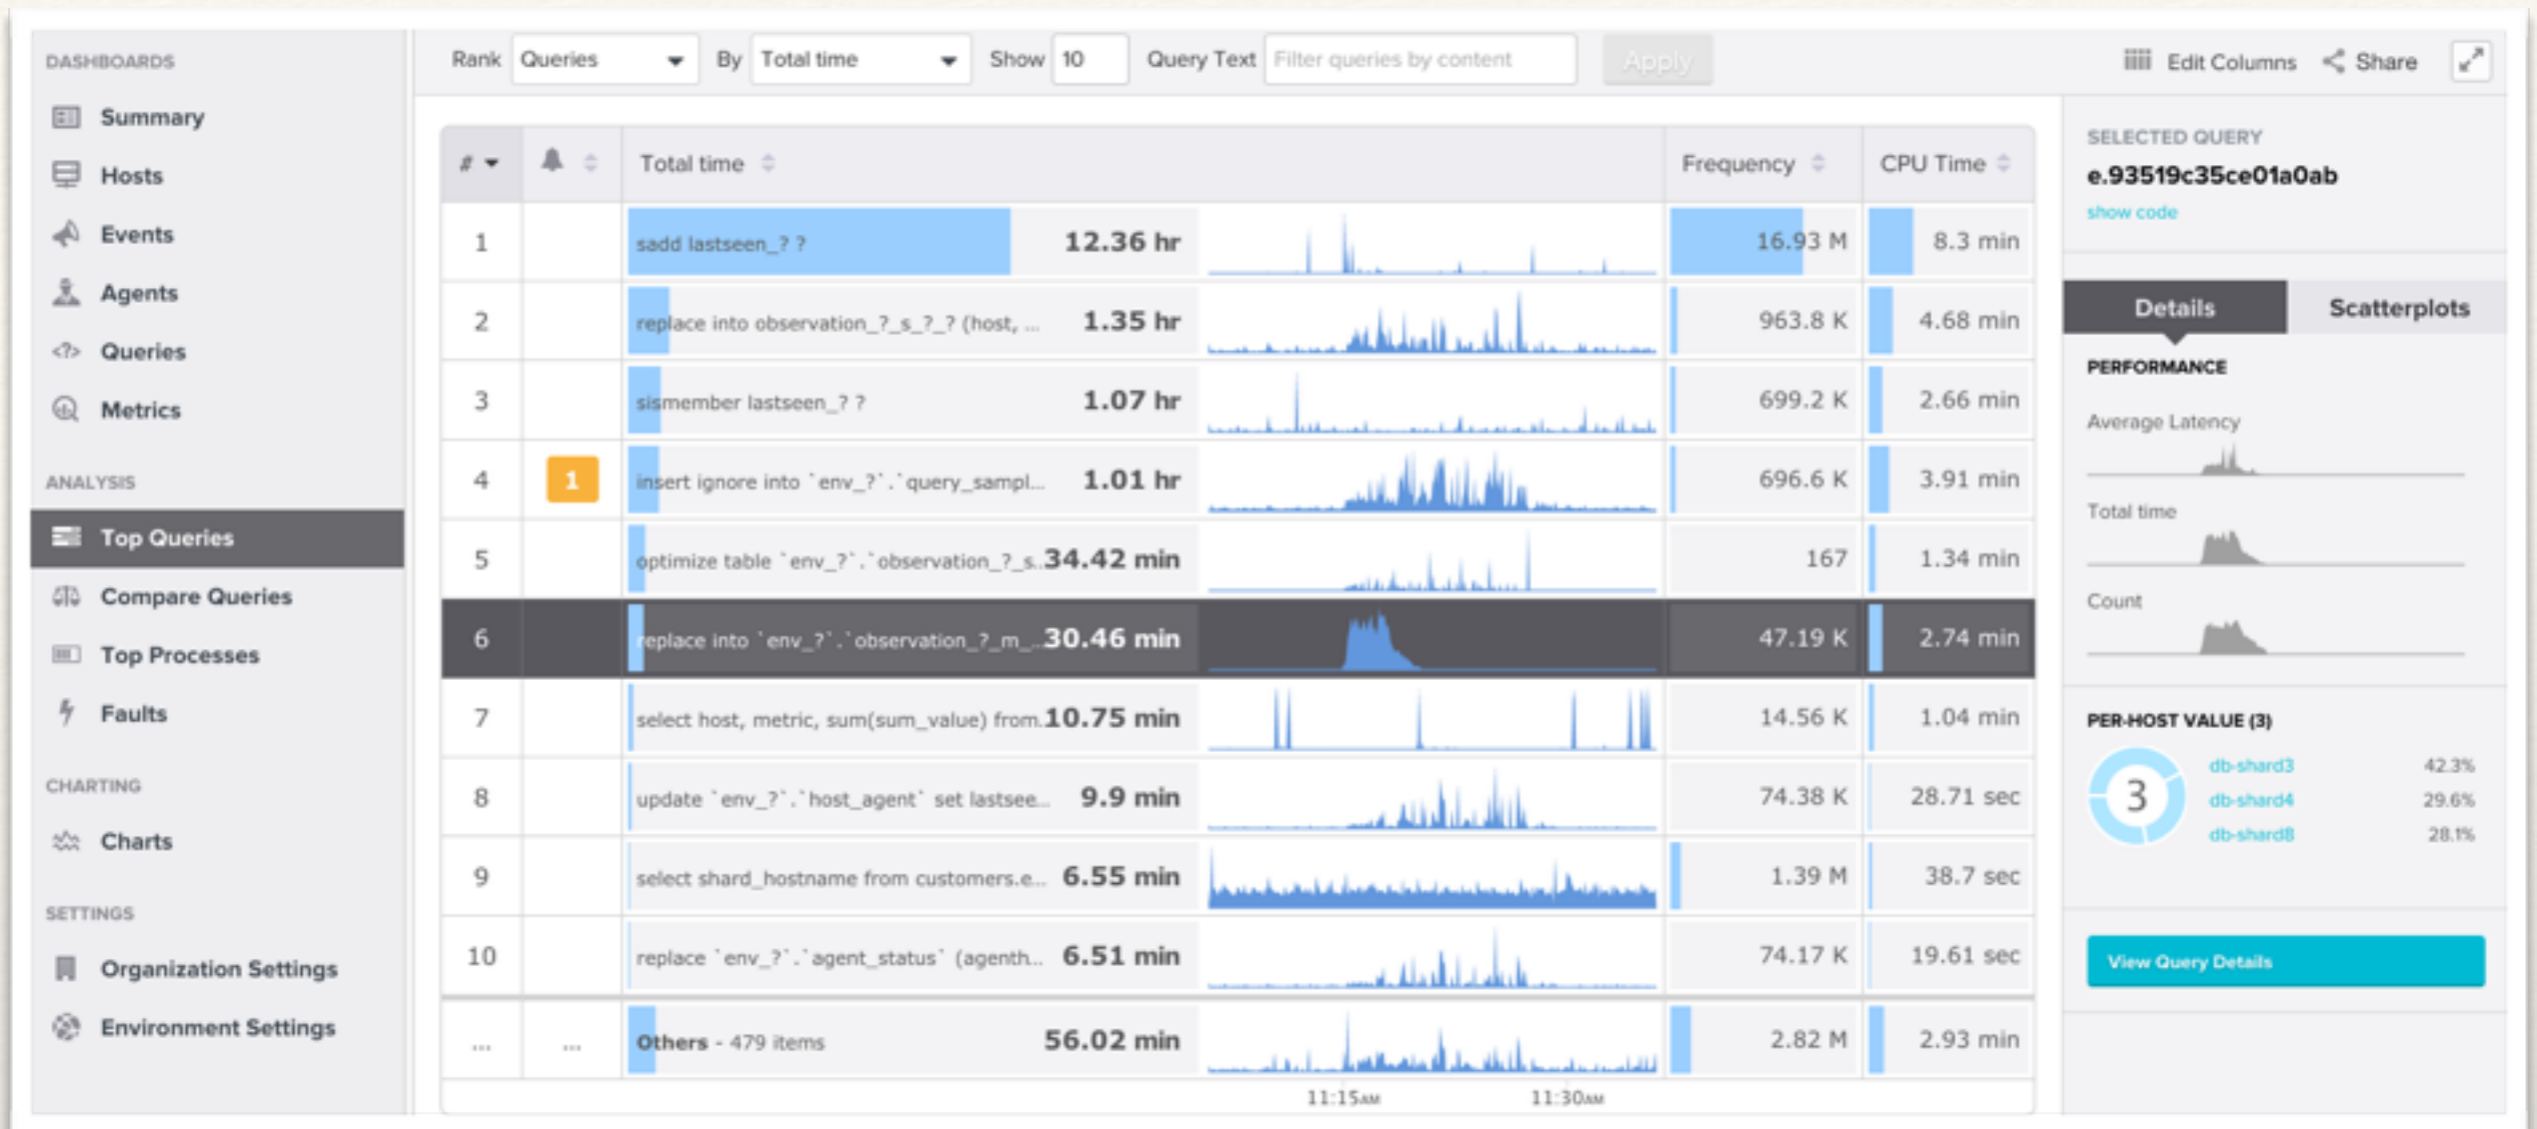 DASHBOARDS
Summary
Hosts
Events
Agents
Queries
Metrics
ANALYSIS
Top Queries
Compare Queries
Top Processes
Faults
CHARTING
Charts
SETTINGS
Organization Settings
Environment Settings
Rank Queries By Total time Show 10 Query Text Filter queries by content Apply
Edit Columns Share
# Total time Frequency CPU Time
1 sadd lastseen_? ? 12.36 hr 16.93 M 8.3 min
2 replace into observation_?_s_?_? (host, ... 1.35 hr 963.8 K 4.68 min
3 sismember lastseen_? ? 1.07 hr 699.2 K 2.66 min
4 1 insert ignore into `env_?`.`query_sampl... 1.01 hr 696.6 K 3.91 min
5 optimize table `env_?`.`observation_?_s.. 34.42 min 167 1.34 min
6 replace into `env_?`.`observation_?_m_... 30.46 min 47.19 K 2.74 min
7 select host, metric, sum(sum_value) from. 10.75 min 14.56 K 1.04 min
8 update `env_?`.`host_agent` set lastsee... 9.9 min 74.38 K 28.71 sec
9 select shard_hostname from customers.e... 6.55 min 1.39 M 38.7 sec
10 replace `env_?`.`agent_status` (agenth... 6.51 min 74.17 K 19.61 sec
... ... Others - 479 items 56.02 min 2.82 M 2.93 min
11:15AM 11:30AM
SELECTED QUERY
e.93519c35ce01a0ab
show code
Details Scatterplots
PERFORMANCE
Average Latency
Total time
Count
PER-HOST VALUE (3)
3
db-shard3 42.3%
db-shard4 29.6%
db-shard8 28.1%
View Query Details